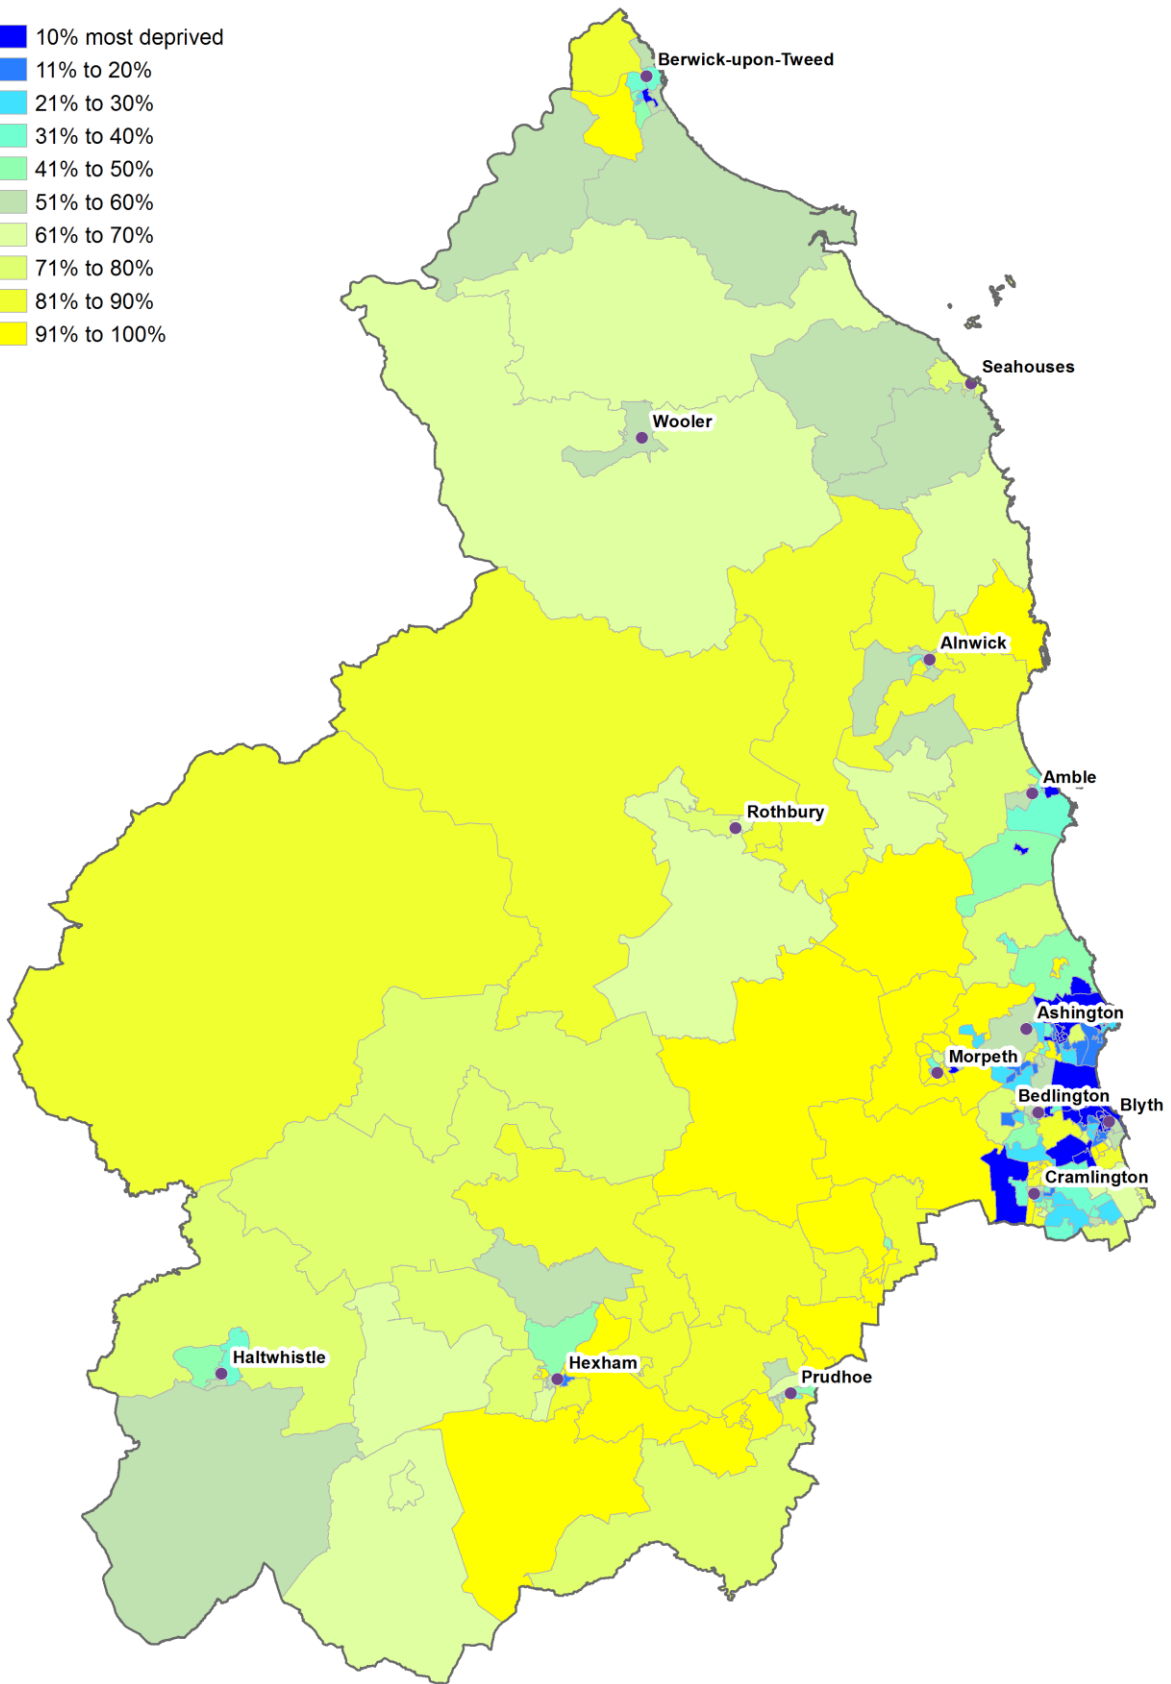 10% most deprived
11% to 20%
21% to 30%
31% to 40%
41% to 50%
51% to 60%
61% to 70%
71% to 80%
81% to 90%
91% to 100%
Berwick-upon-Tweed
Seahouses
Wooler
Alnwick
Amble
Rothbury
Ashington
Morpeth
Bedlington
Blyth
Cramlington
Haltwhistle
Hexham
Prudhoe